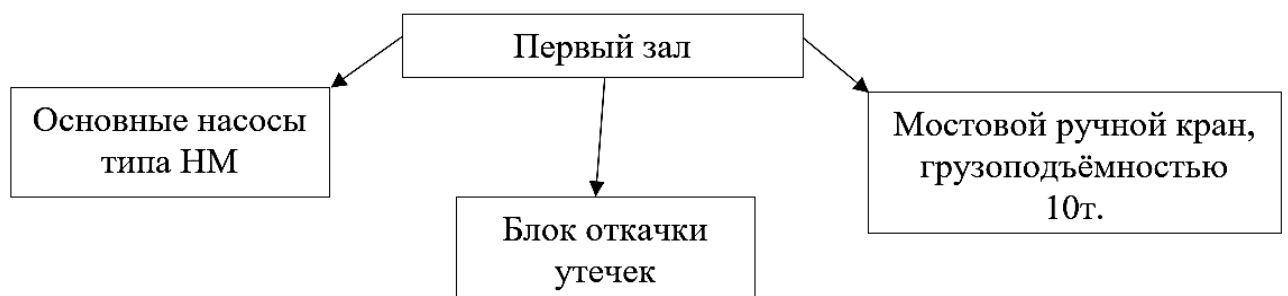 Первый зал
Основные насосы
типа НМ
Мостовой ручной кран,
грузоподъёмностью
10т.
Блок откачки
утечек